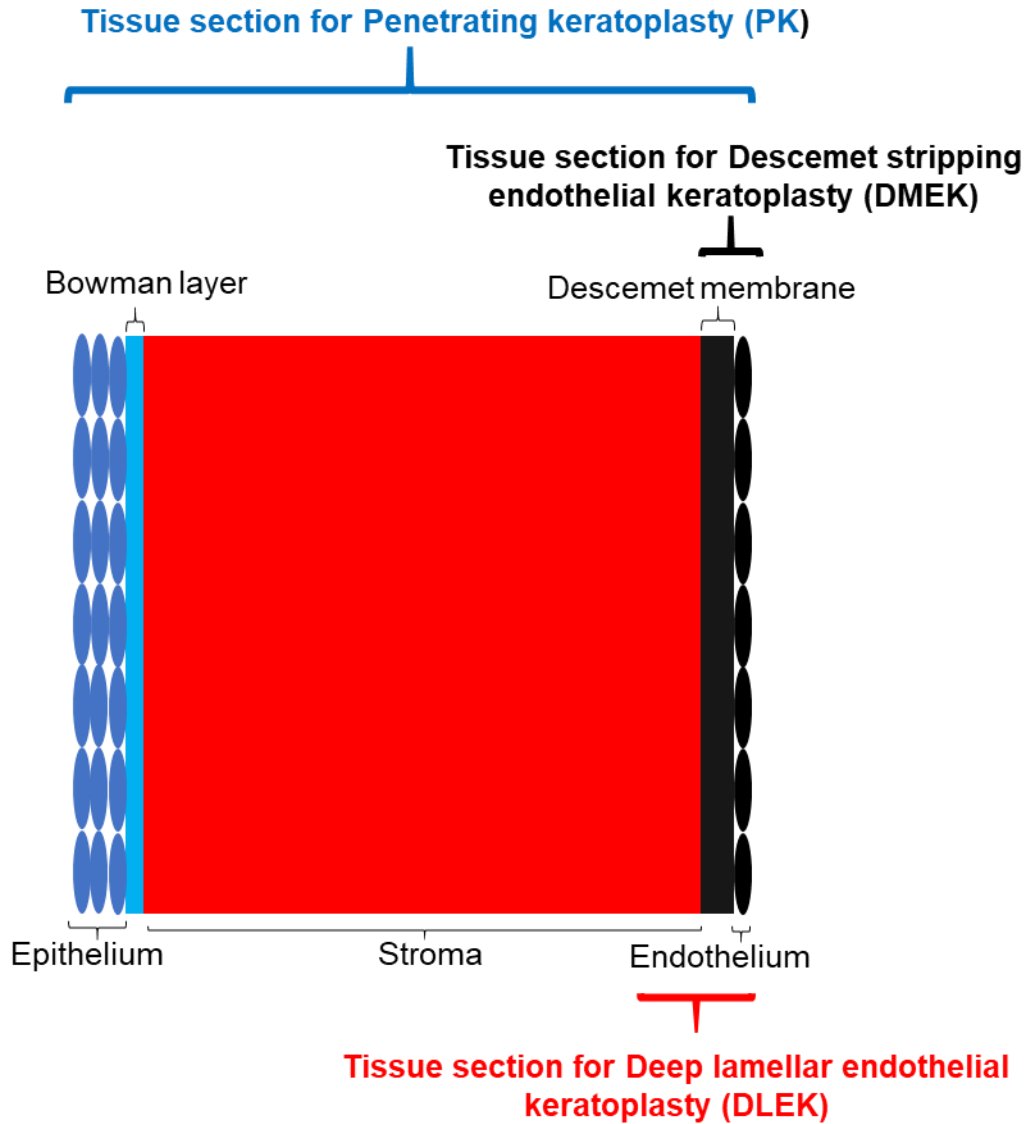 Tissue section for Penetrating keratoplasty (PK)
Tissue section for Descemet stripping
endothelial keratoplasty (DMEK)
Bowman layer
Descemet membrane
Epithelium
Stroma
Endothelium
Tissue section for Deep lamellar endothelial
keratoplasty (DLEK)